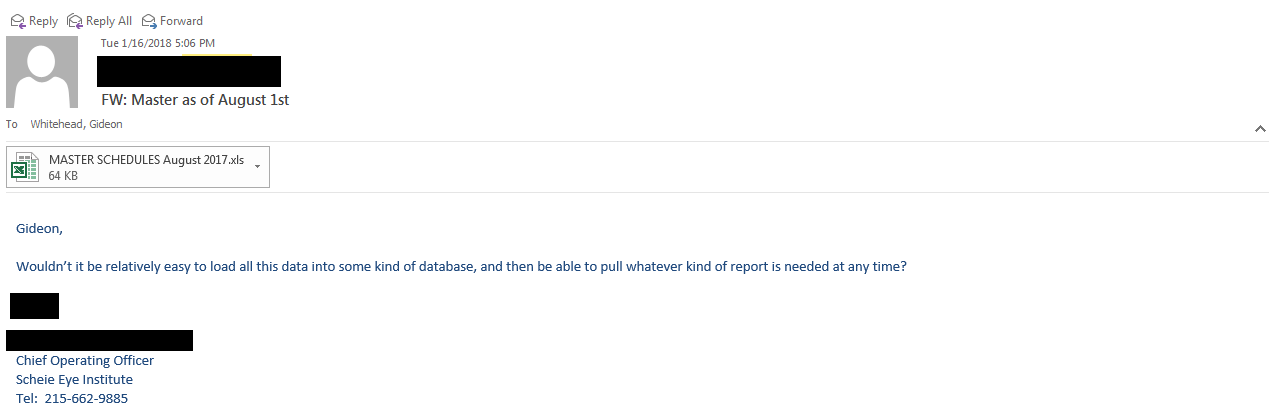 Reply Reply All Forward
Tue 1/16/2018 5:06 PM
FW: Master as of August 1st
To Whitehead, Gideon
MASTER SCHEDULES August 2017.xls
64 KB
Gideon,
Wouldn't it be relatively easy to load all this data into some kind of database, and then be able to pull whatever kind of report is needed at any time?
Chief Operating Officer
Scheie Eye Institute
Tel: 215-662-9885